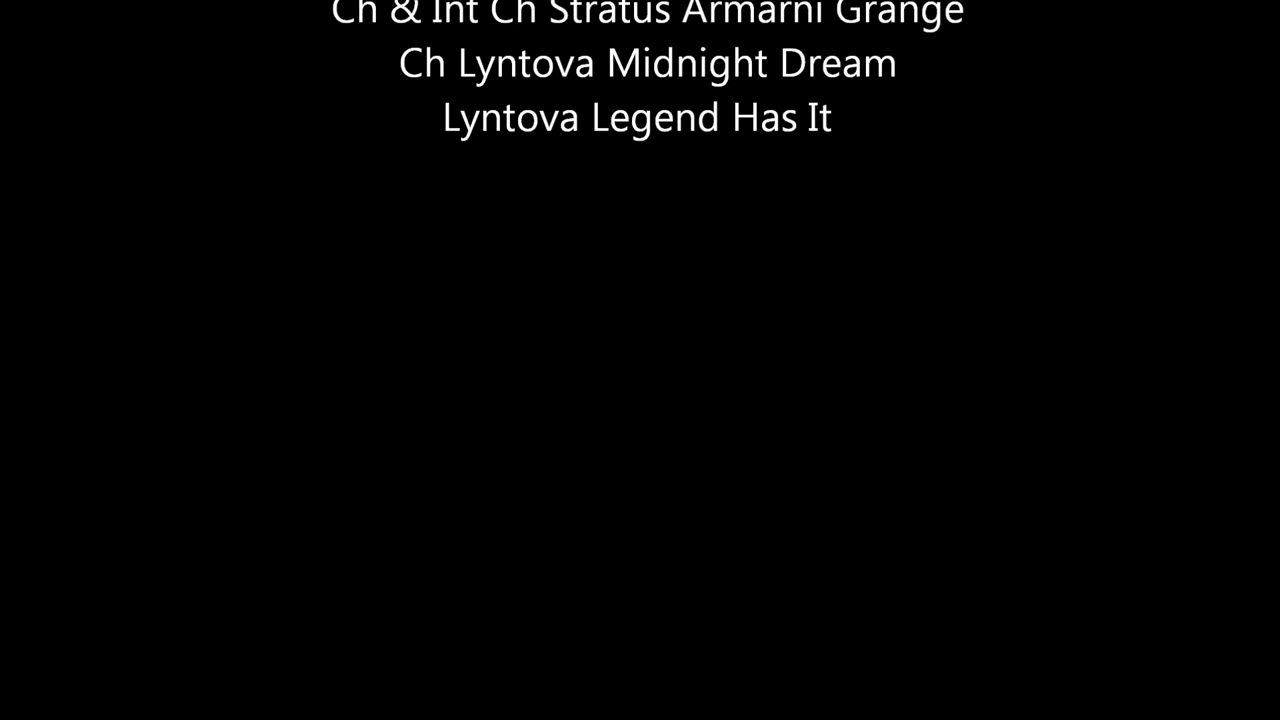 Ch & Int Ch Stratus Armarni Grange
Ch Lyntova Midnight Dream
Lyntova Legend Has It